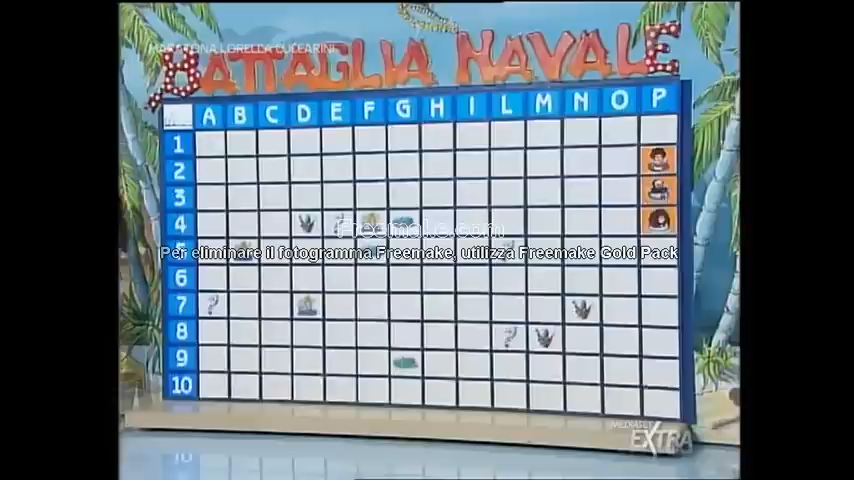 MARATONA LORELLA CUCCARINI
BATTAGLIA NAVALE
A B C D E F G H I L M N O P
1
2
3
4
Freemake.com
5
Per eliminare il fotogramma Freemake, utilizza Freemake Gold Pack
6
7
?
8
?
9
10
MEDIASET
EXTRA